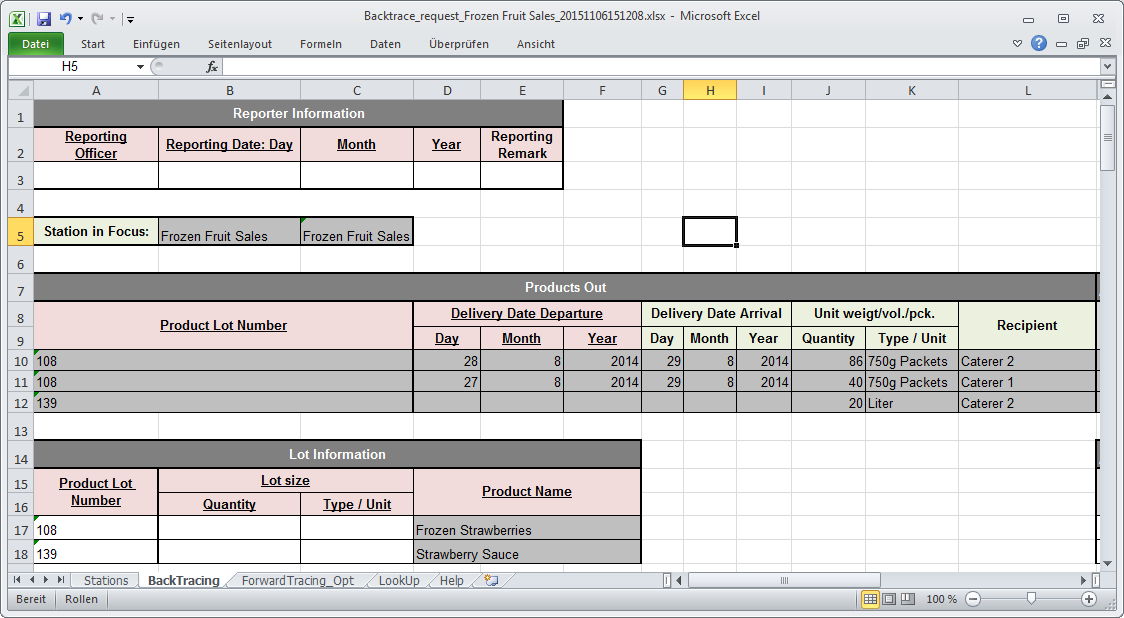 Backtrace_request_Frozen Fruit Sales_20151106151208.xlsx - Microsoft Excel
Datei Start Einfügen Seitenlayout Formeln Daten Überprüfen Ansicht
H5 fx
A B C D E F G H I J K L
1 Reporter Information
2 Reporting Officer Reporting Date: Day Month Year Reporting Remark
3
4
5 Station in Focus: Frozen Fruit Sales Frozen Fruit Sales
6
7 Products Out
8 Product Lot Number Delivery Date Departure Delivery Date Arrival Unit weigt/vol./pck. Recipient
9 Day Month Year Day Month Year Quantity Type / Unit
10 108 28 8 2014 29 8 2014 86 750g Packets Caterer 2
11 108 27 8 2014 29 8 2014 40 750g Packets Caterer 1
12 139 20 Liter Caterer 2
13
14 Lot Information
15 Product Lot Number Lot size Product Name
16 Quantity Type / Unit
17 108 Frozen Strawberries
18 139 Strawberry Sauce
Stations BackTracing ForwardTracing_Opt LookUp Help
Bereit Rollen 100 %